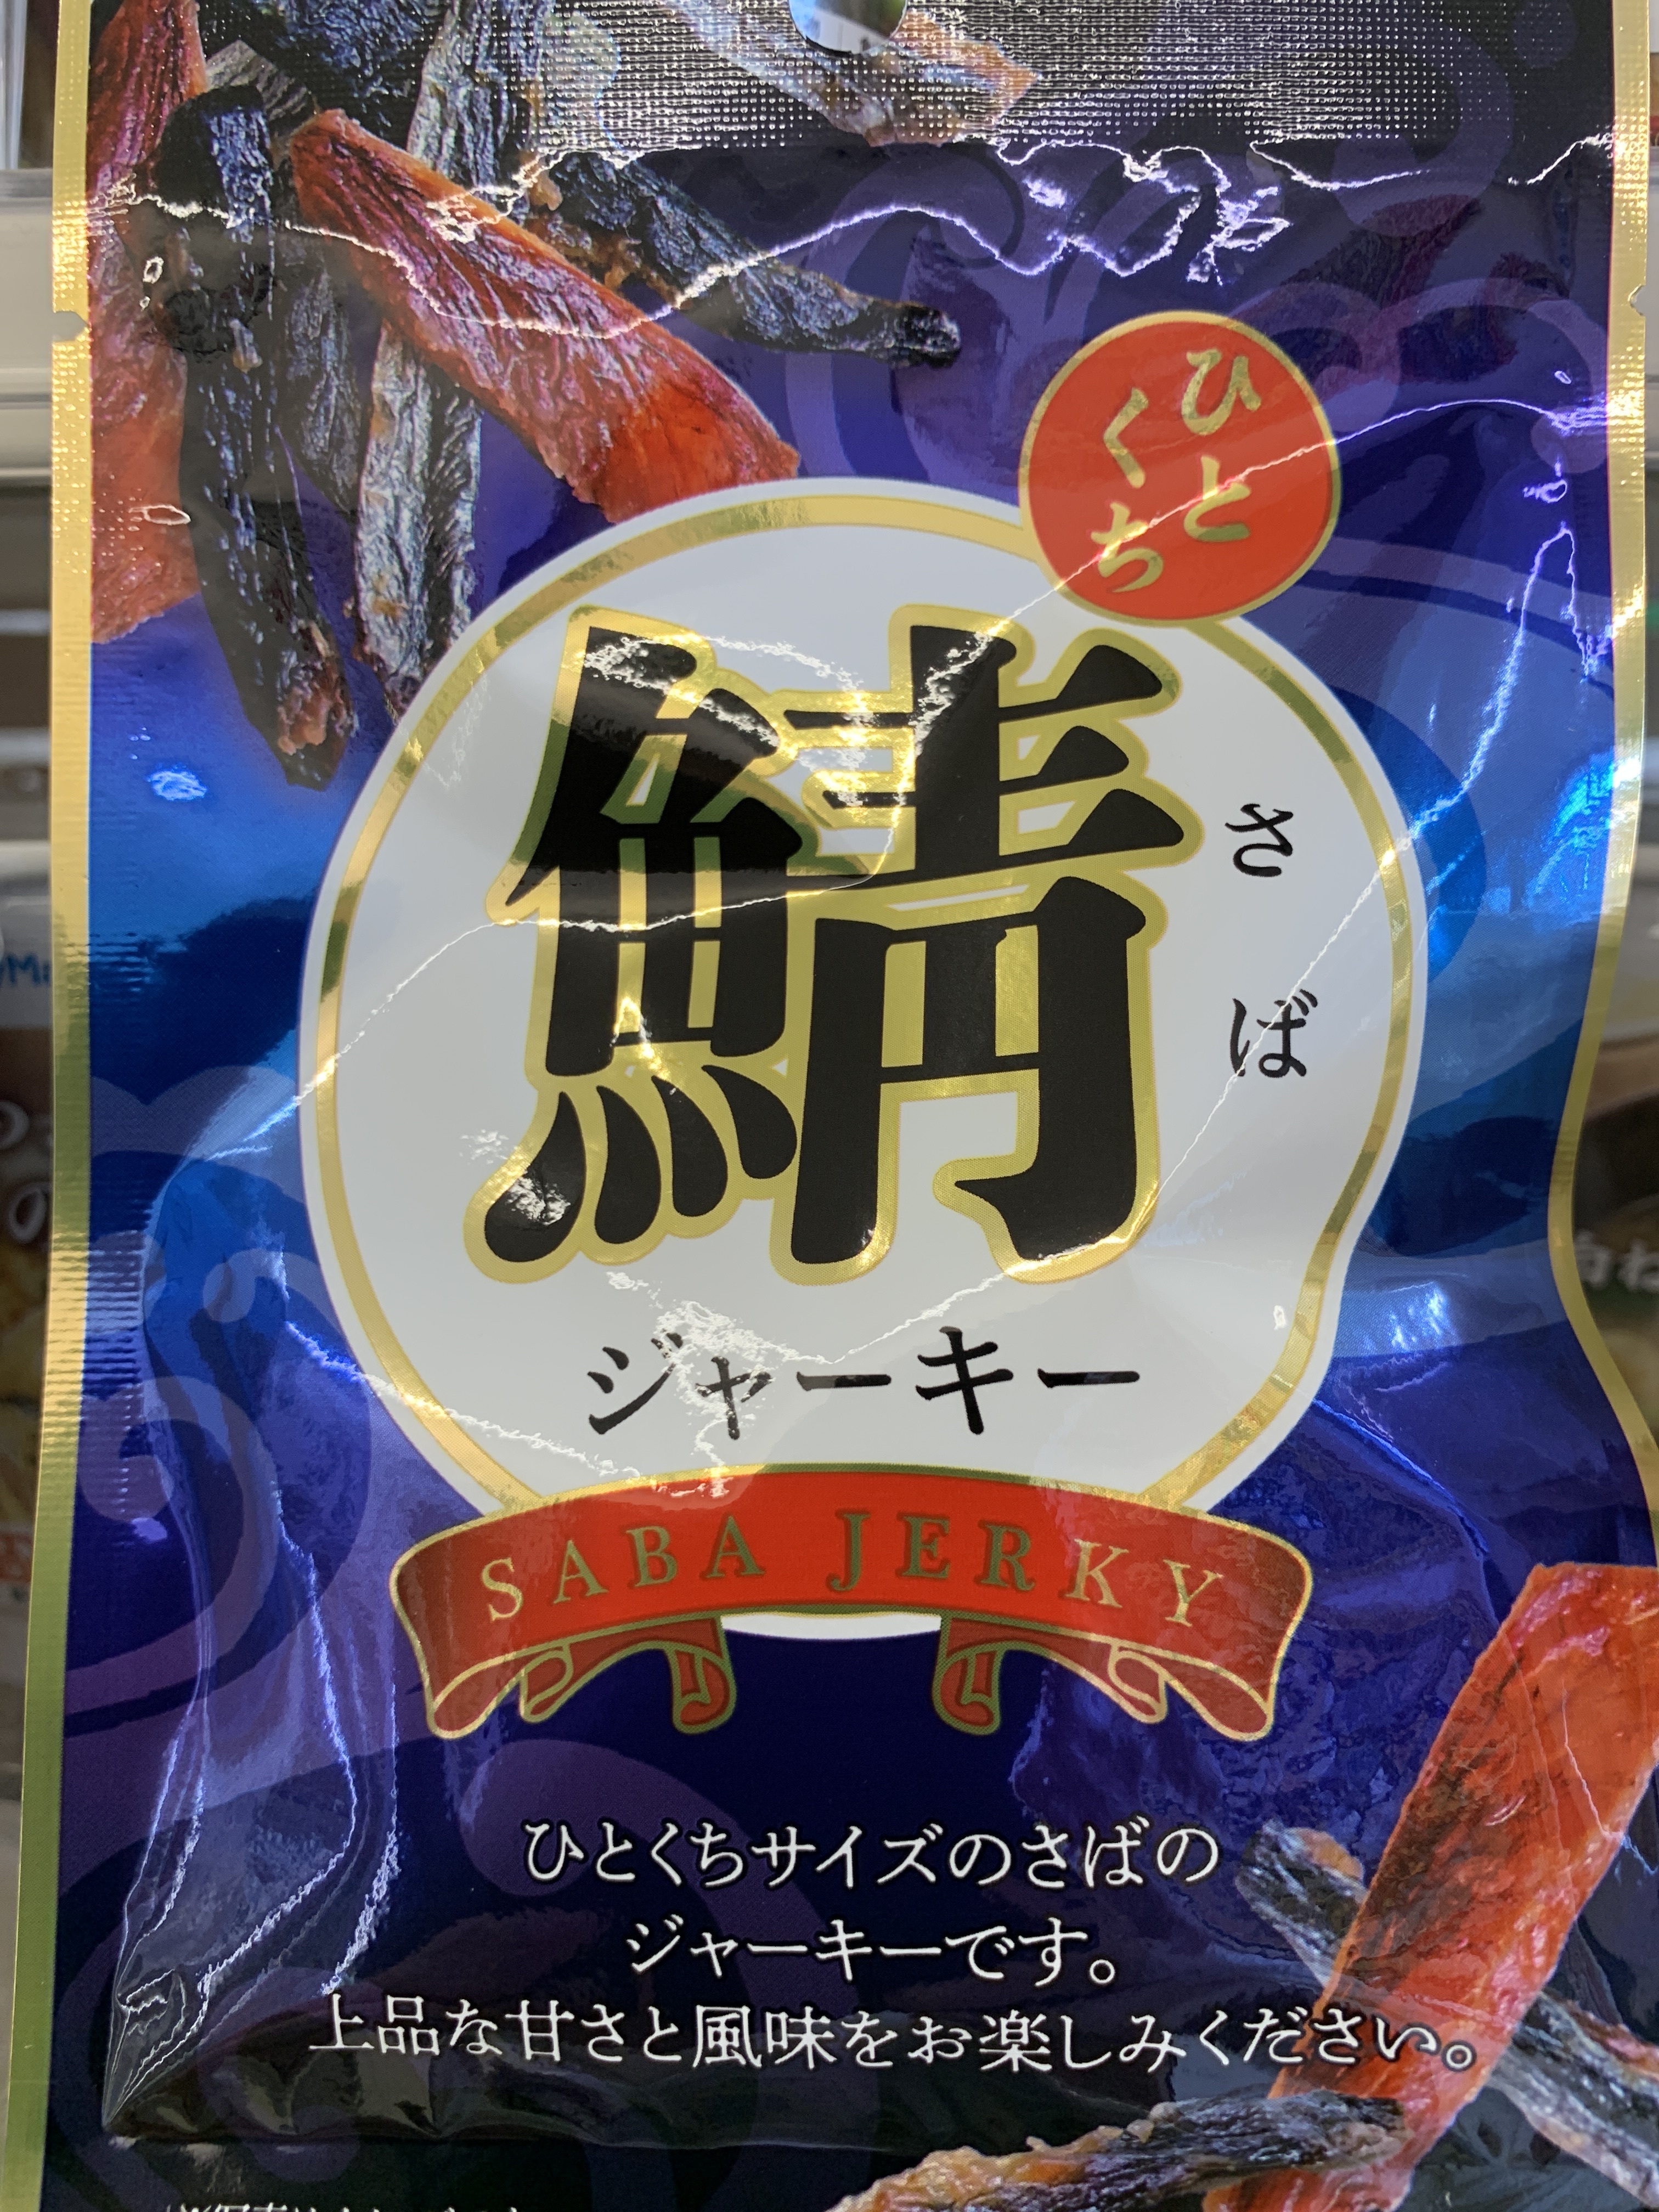 ひと
くち
鯖
さば
ジャーキー
SABA JERKY
ひとくちサイズのさばの
ジャーキーです。
上品な甘さと風味をお楽しみください。